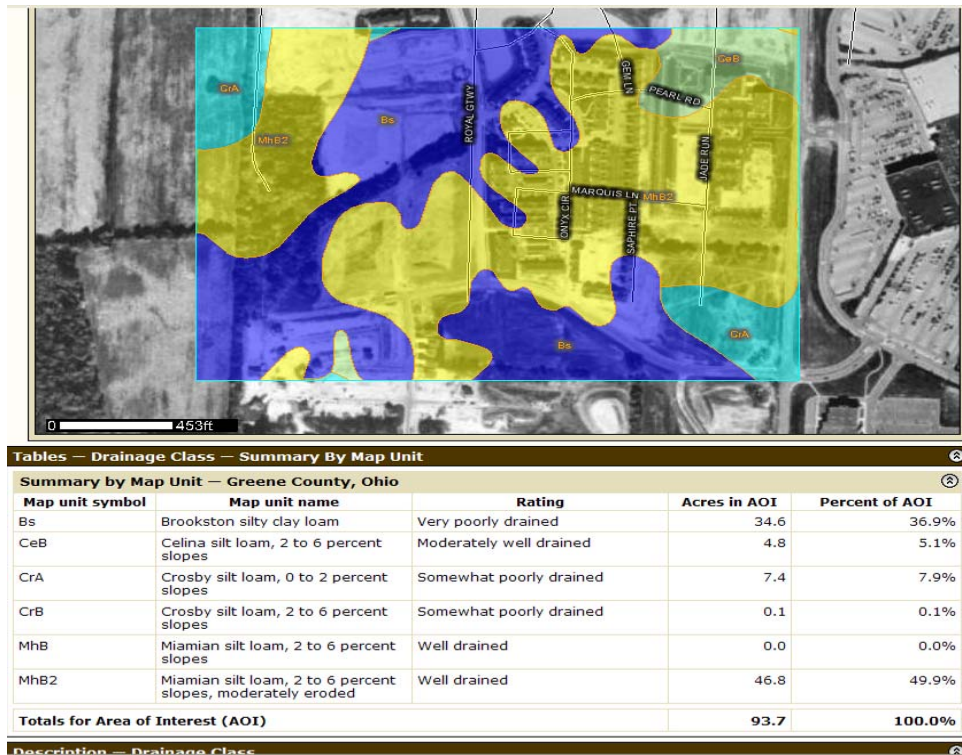 CrA
MhB2
Bs
ROYAL GTWY
GEM LN
PEARL RD
CeB
JADE RUN
MARQUIS LN
MhB2
ONYX CIR
SAPHIRE PT
Bs
CrA
0 453ft
Tables — Drainage Class — Summary By Map Unit
Summary by Map Unit — Greene County, Ohio
Map unit symbol Map unit name Rating Acres in AOI Percent of AOI
Bs Brookston silty clay loam Very poorly drained 34.6 36.9%
CeB Celina silt loam, 2 to 6 percent Moderately well drained 4.8 5.1%
slopes
CrA Crosby silt loam, 0 to 2 percent Somewhat poorly drained 7.4 7.9%
slopes
CrB Crosby silt loam, 2 to 6 percent Somewhat poorly drained 0.1 0.1%
slopes
MhB Miamian silt loam, 2 to 6 percent Well drained 0.0 0.0%
slopes
MhB2 Miamian silt loam, 2 to 6 percent Well drained 46.8 49.9%
slopes, moderately eroded
Totals for Area of Interest (AOI) 93.7 100.0%
Description — Drainage Class